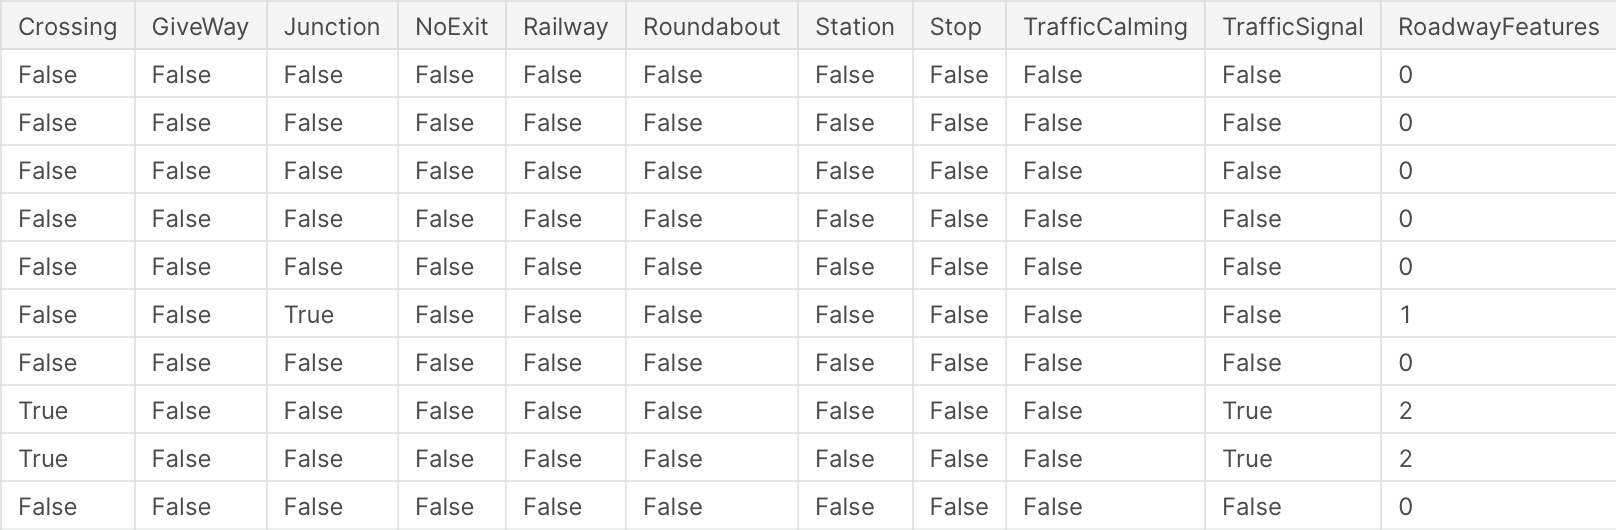 Crossing GiveWay Junction NoExit Railway Roundabout Station Stop TrafficCalming TrafficSignal RoadwayFeatures
False False False False False False False False False False 0
False False False False False False False False False False 0
False False False False False False False False False False 0
False False False False False False False False False False 0
False False False False False False False False False False 0
False False True False False False False False False False 1
False False False False False False False False False False 0
True False False False False False False False False True 2
True False False False False False False False False True 2
False False False False False False False False False False 0